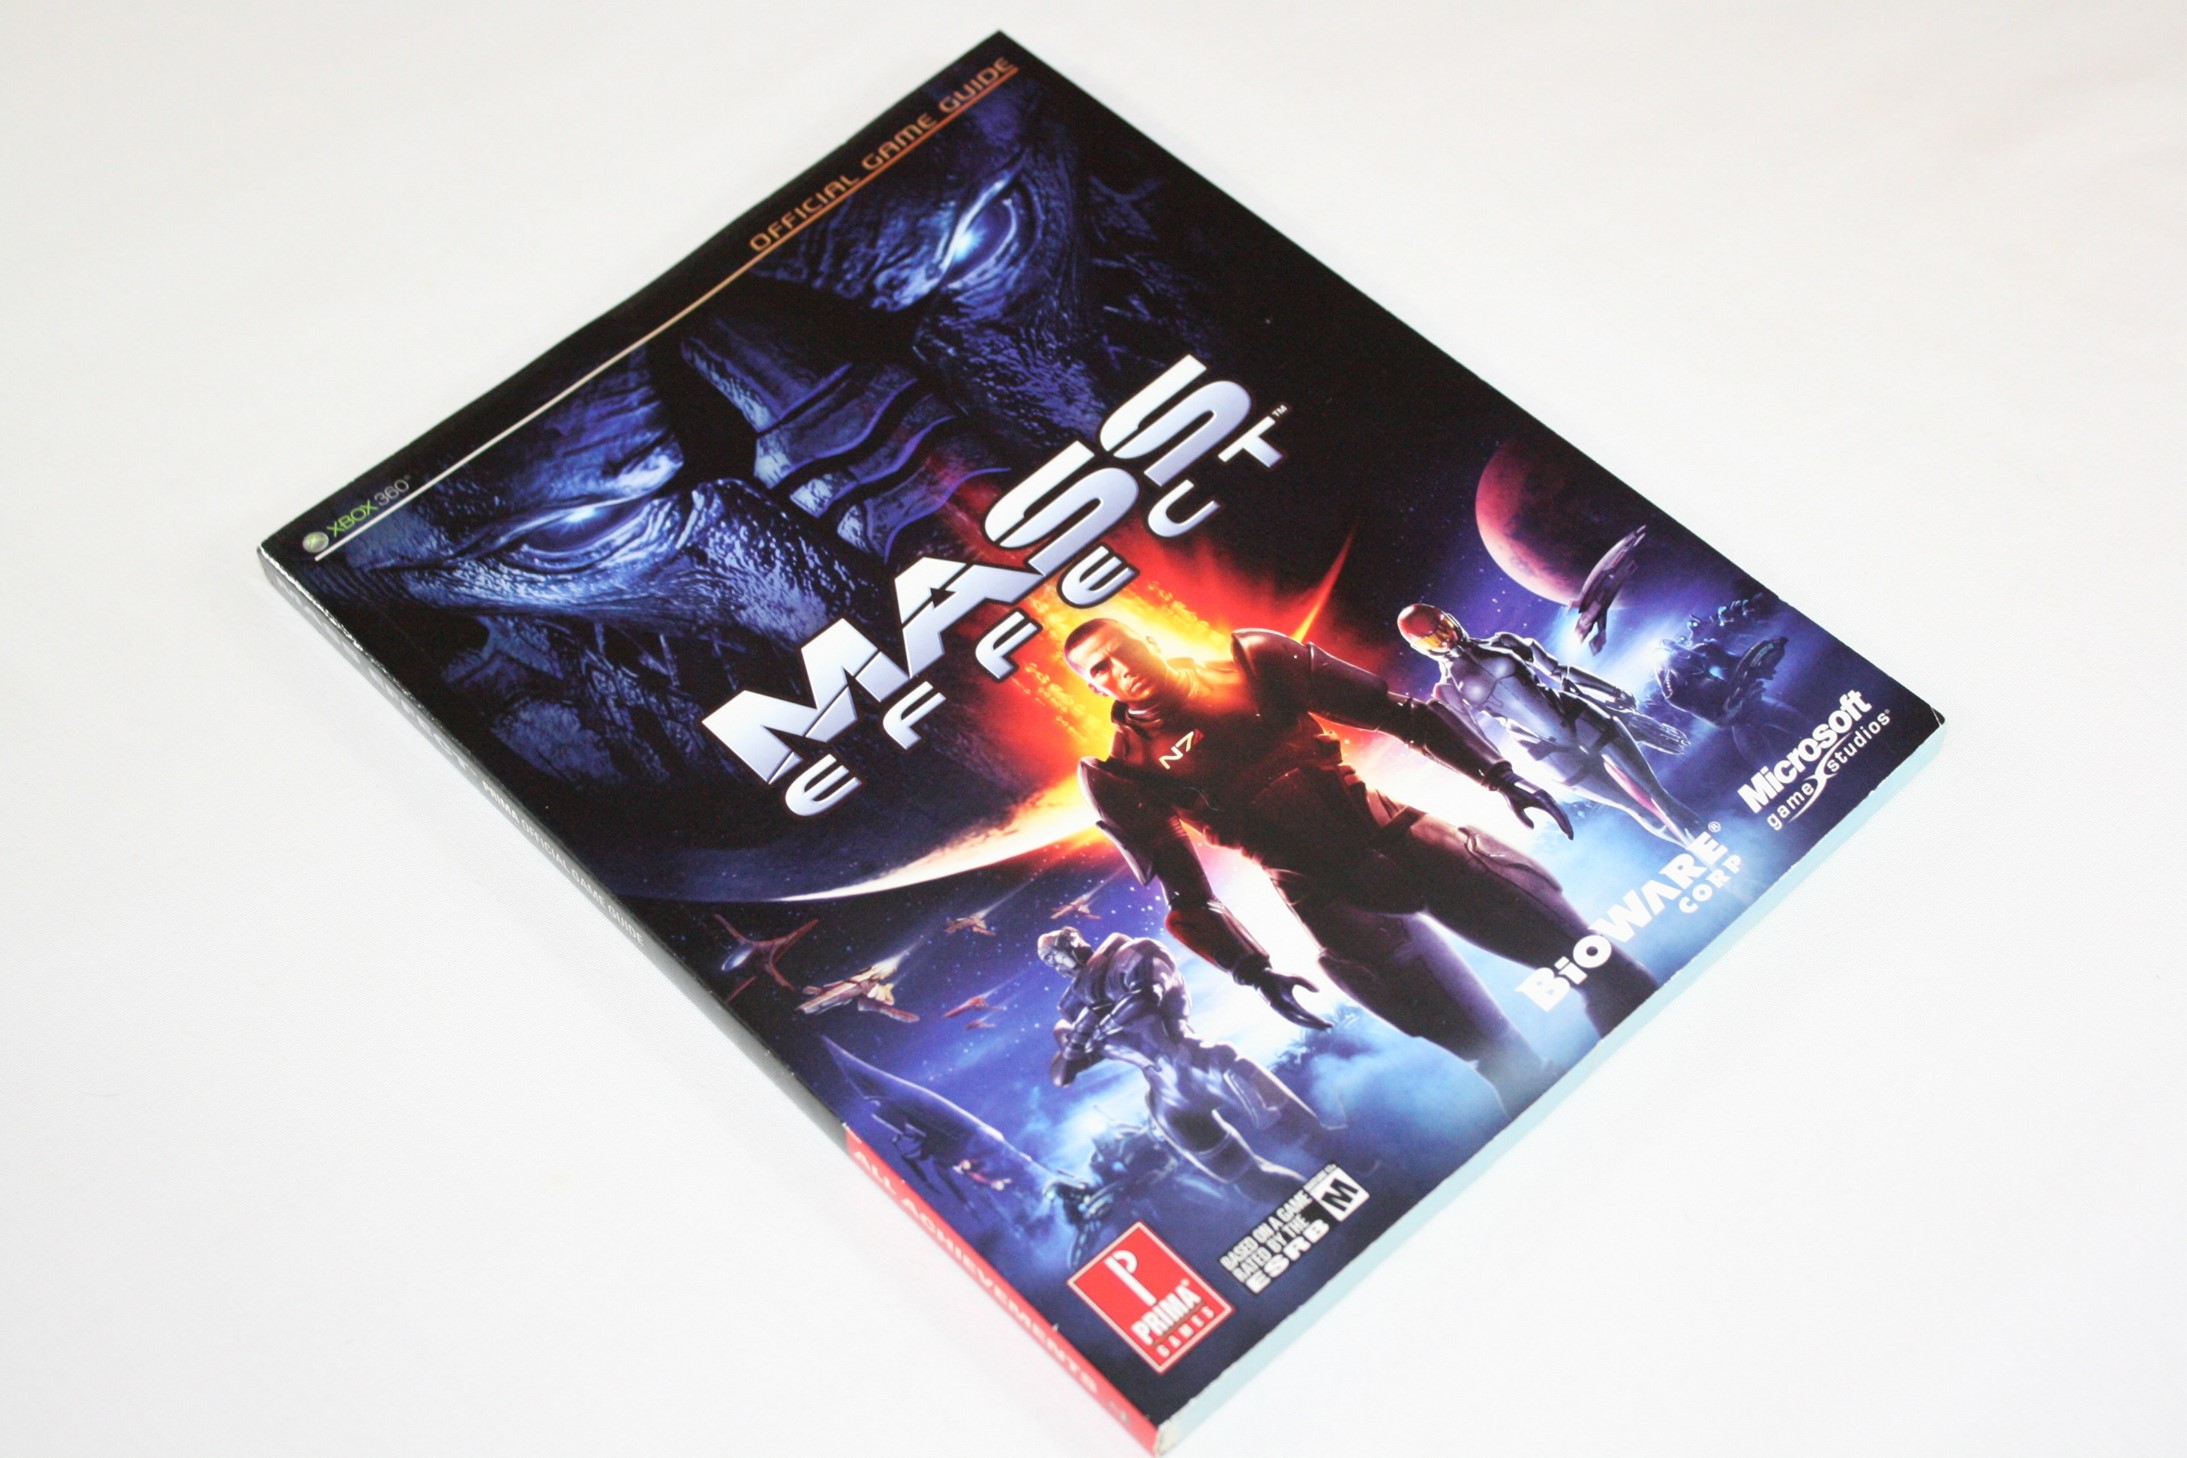 XBOX 360®
OFFICIAL GAME GUIDE
MASS
EFFECT™
N7
Microsoft
game studios®
BIOWARE®
CORP
BASED ON A GAME
RATED BY THE
ESRB
M
PRIMA®
GAMES
PRIMA OFFICIAL GAME GUIDE
ALL ACHIEVEMENTS